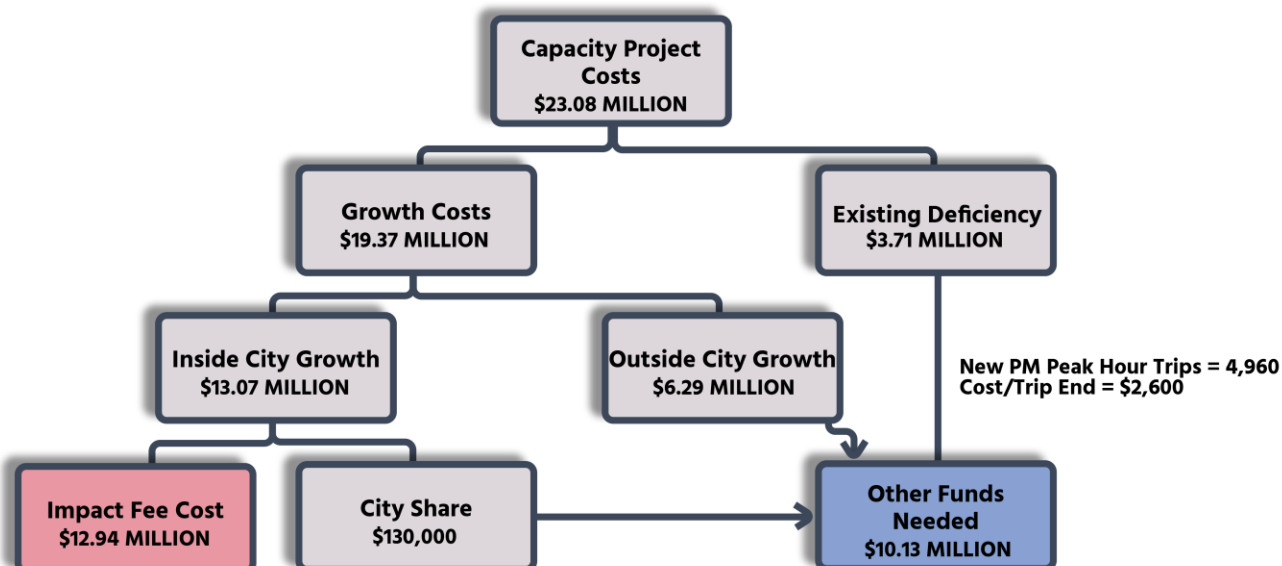 Capacity Project
Costs
$23.08 MILLION
Growth Costs
$19.37 MILLION
Existing Deficiency
$3.71 MILLION
Inside City Growth
$13.07 MILLION
Outside City Growth
$6.29 MILLION
New PM Peak Hour Trips = 4,960
Cost/Trip End = $2,600
Impact Fee Cost
$12.94 MILLION
City Share
$130,000
Other Funds
Needed
$10.13 MILLION